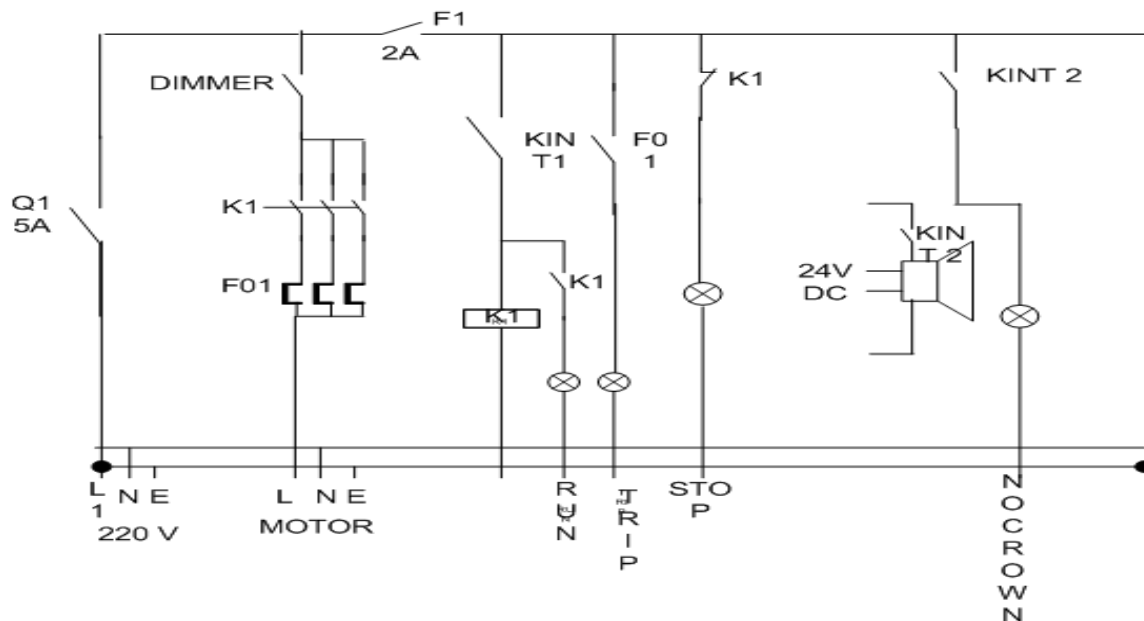 F1
2A
DIMMER
K1
KINT 2
KIN
T1
F0
1
Q1
5A
K1
KIN
T 2
F01
K1
24V
DC
K1
L
1
N
E
220 V
L
N
E
MOTOR
R
U
N
T
R
I
P
STO
P
N
O
C
R
O
W
N